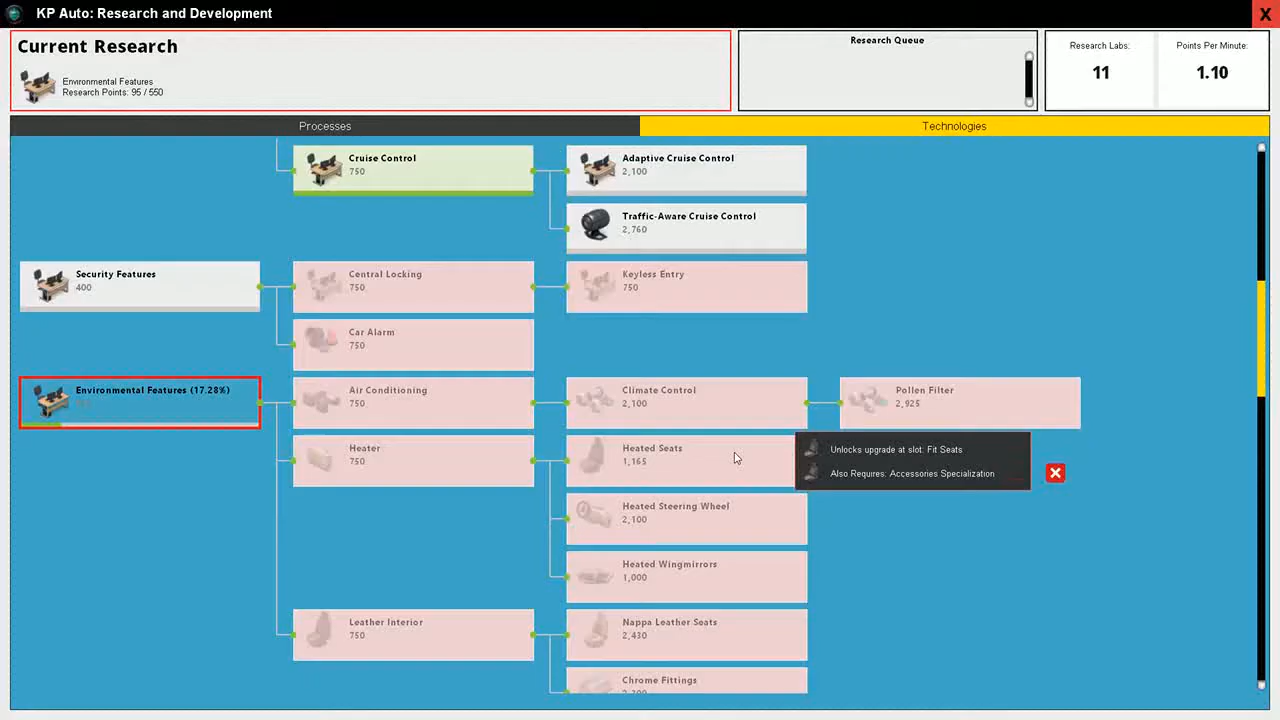 KP Auto: Research and Development
X
Current Research
Environmental Features
Research Points: 95 / 550
Research Queue
Research Labs:
11
Points Per Minute:
1.10
Processes
Technologies
Cruise Control
750
Adaptive Cruise Control
2,100
Traffic-Aware Cruise Control
2,760
Security Features
400
Central Locking
750
Keyless Entry
750
Car Alarm
750
Environmental Features (17.28%)
Air Conditioning
750
Climate Control
2,100
Pollen Filter
2,925
Heater
750
Heated Seats
1,165
Unlocks upgrade at slot: Fit Seats
Also Requires: Accessories Specialization
Heated Steering Wheel
2,100
Heated Wingmirrors
1,000
Leather Interior
750
Nappa Leather Seats
2,430
Chrome Fittings